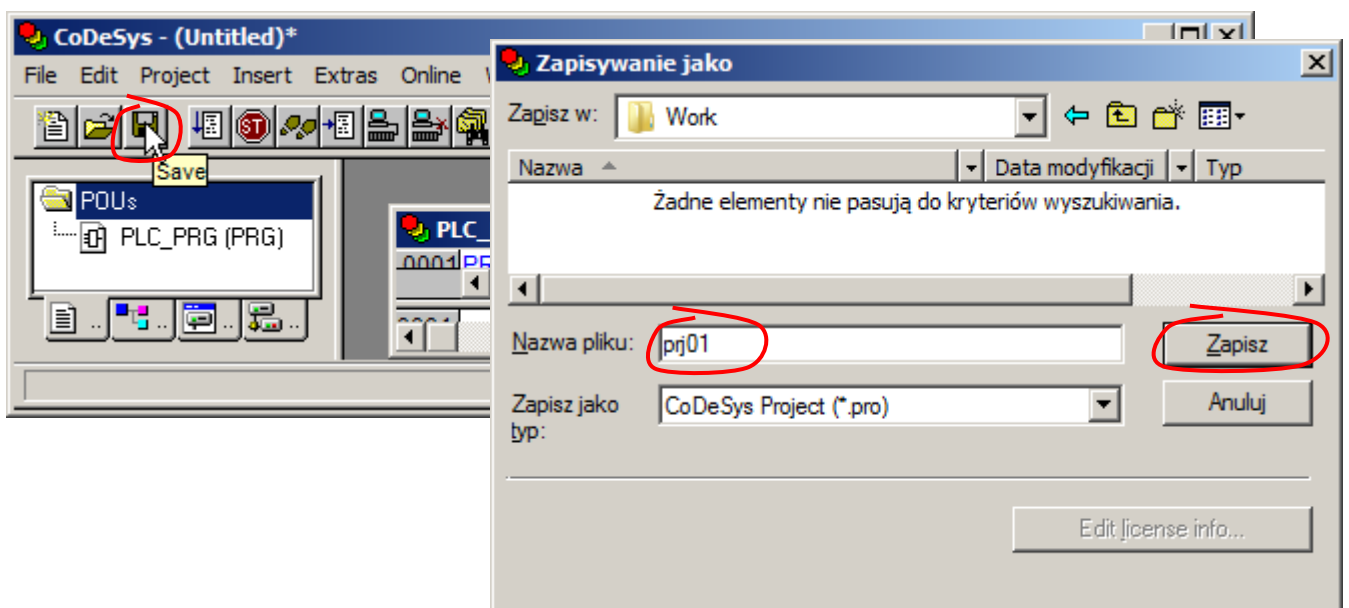 CoDeSys - (Untitled)*
File Edit Project Insert Extras Online
Save
POUs
PLC_PRG (PRG)
..
..
..
..
PLC_
0001 PR
Zapisywanie jako
Zapisz w: Work
Nazwa Data modyfikacji Typ
Żadne elementy nie pasują do kryteriów wyszukiwania.
Nazwa pliku: prj01 Zapisz
Zapisz jako typ: CoDeSys Project (*.pro) Anuluj
Edit license info...